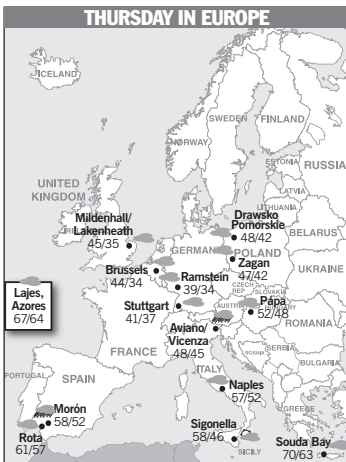 THURSDAY IN EUROPE
ICELAND
SWEDEN
FINLAND
NORWAY
ESTONIA
RUSSIA
LATVIA
LITHUANIA
UNITED
KINGDOM
Mildenhall/
Lakenheath
45/35
Drawsko
Pomorskie
48/42
BELARUS
GERMANY
POLAND
Zagan
47/42
UKRAINE
Brussels
44/34
Ramstein
39/34
CZECH
REP.
SLOVAKIA
Lajes,
Azores
67/64
Stuttgart
41/37
AUSTRIA
Pápa
52/48
HUNGARY
ROMANIA
Aviano/
Vicenza
48/45
FRANCE
BOSNIA
SERBIA
BULGARIA
ITALY
PORTUGAL
SPAIN
Naples
57/52
Morón
58/52
GREECE
Rota
61/57
Sigonella
58/46
SICILY
Souda Bay
70/63